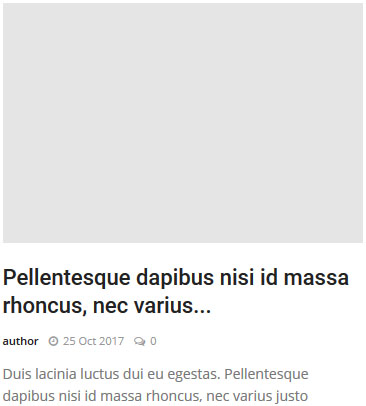 Pellentesque dapibus nisi id massa
rhoncus, nec varius...
author 25 Oct 2017 0
Duis lacinia luctus dui eu egestas. Pellentesque
dapibus nisi id massa rhoncus, nec varius justo